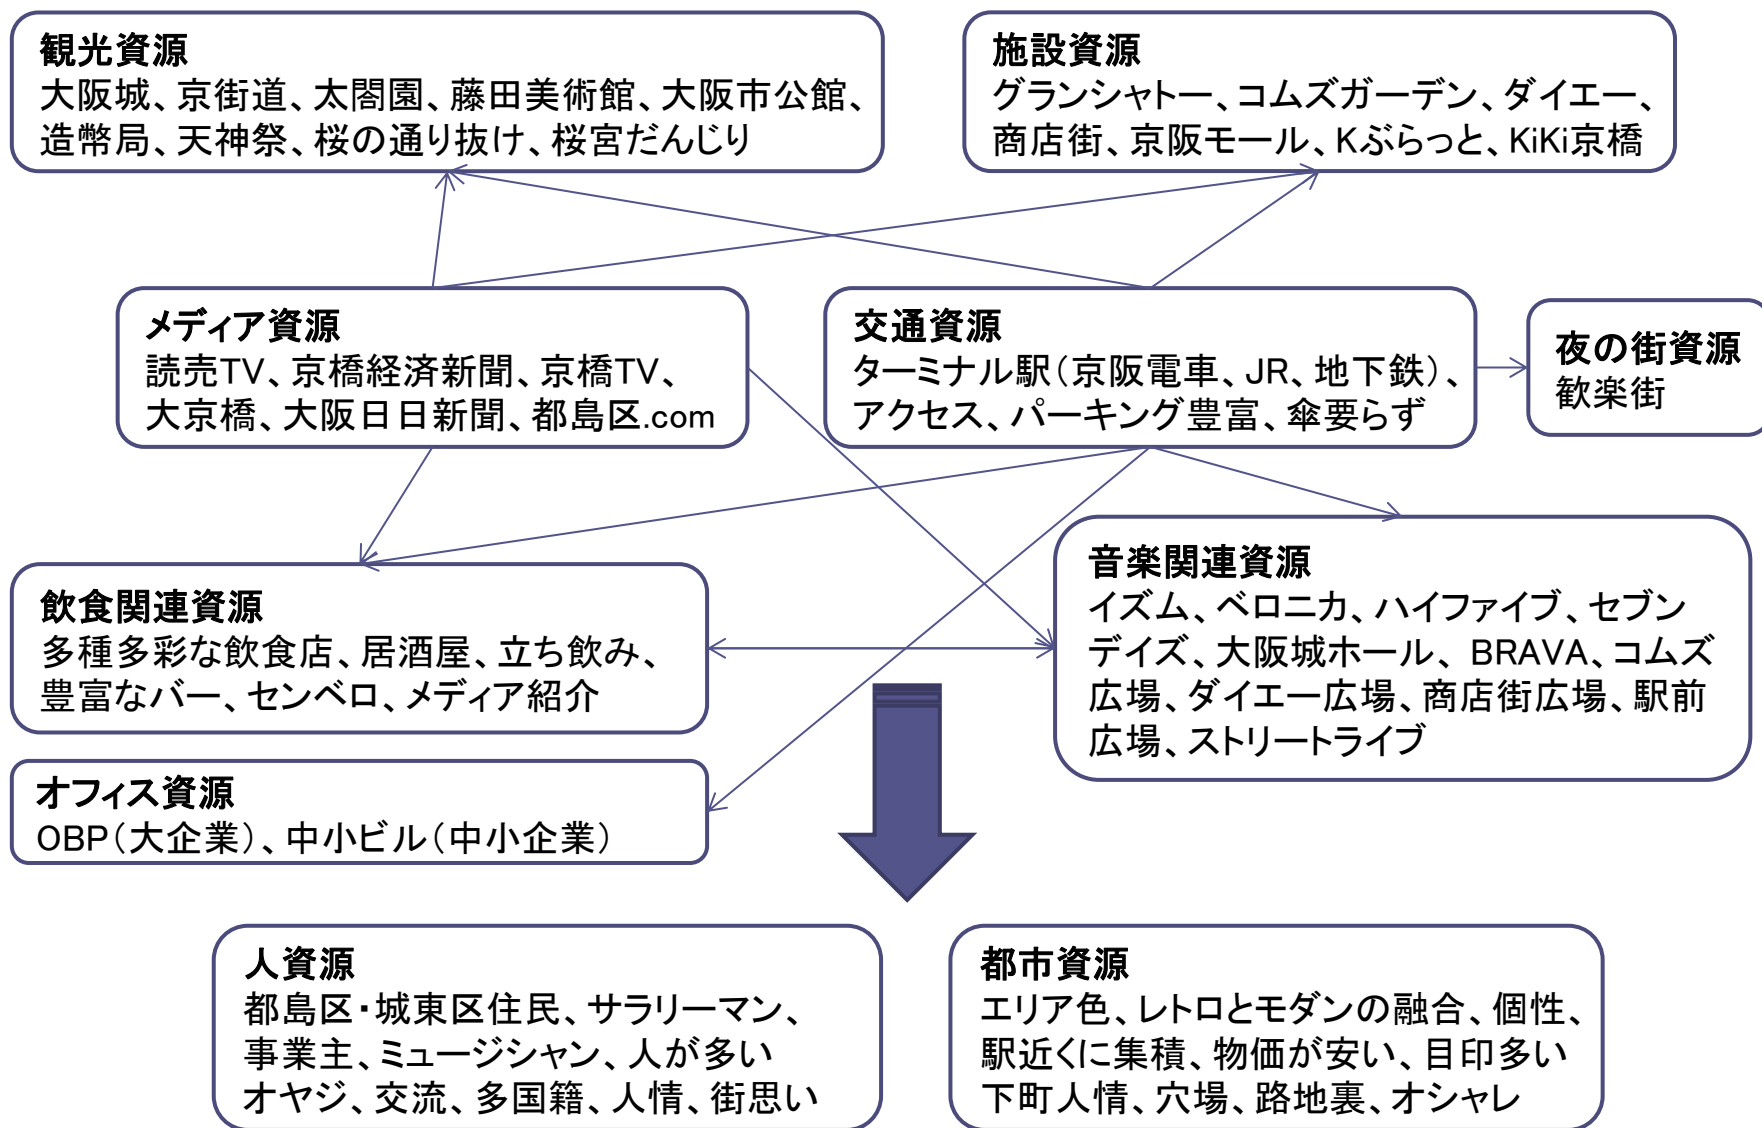 観光資源
大阪城、京街道、太閤園、藤田美術館、大阪市公館、
造幣局、天神祭、桜の通り抜け、桜宮だんじり
施設資源
グランシャトー、コムズガーデン、ダイエー、
商店街、京阪モール、Kぶらっと、KiKi京橋
メディア資源
読売TV、京橋経済新聞、京橋TV、
大京橋、大阪日日新聞、都島区.com
交通資源
ターミナル駅（京阪電車、JR、地下鉄）、
アクセス、パーキング豊富、傘要らず
夜の街資源
歓楽街
飲食関連資源
多種多彩な飲食店、居酒屋、立ち飲み、
豊富なバー、センベロ、メディア紹介
音楽関連資源
イズム、ベロニカ、ハイファイブ、セブン
デイズ、大阪城ホール、BRAVA、コムズ
広場、ダイエー広場、商店街広場、駅前
広場、ストリートライブ
オフィス資源
OBP（大企業）、中小ビル（中小企業）
人資源
都島区・城東区住民、サラリーマン、
事業主、ミュージシャン、人が多い
オヤジ、交流、多国籍、人情、街思い
都市資源
エリア色、レトロとモダンの融合、個性、
駅近くに集積、物価が安い、目印多い
下町人情、穴場、路地裏、オシャレ